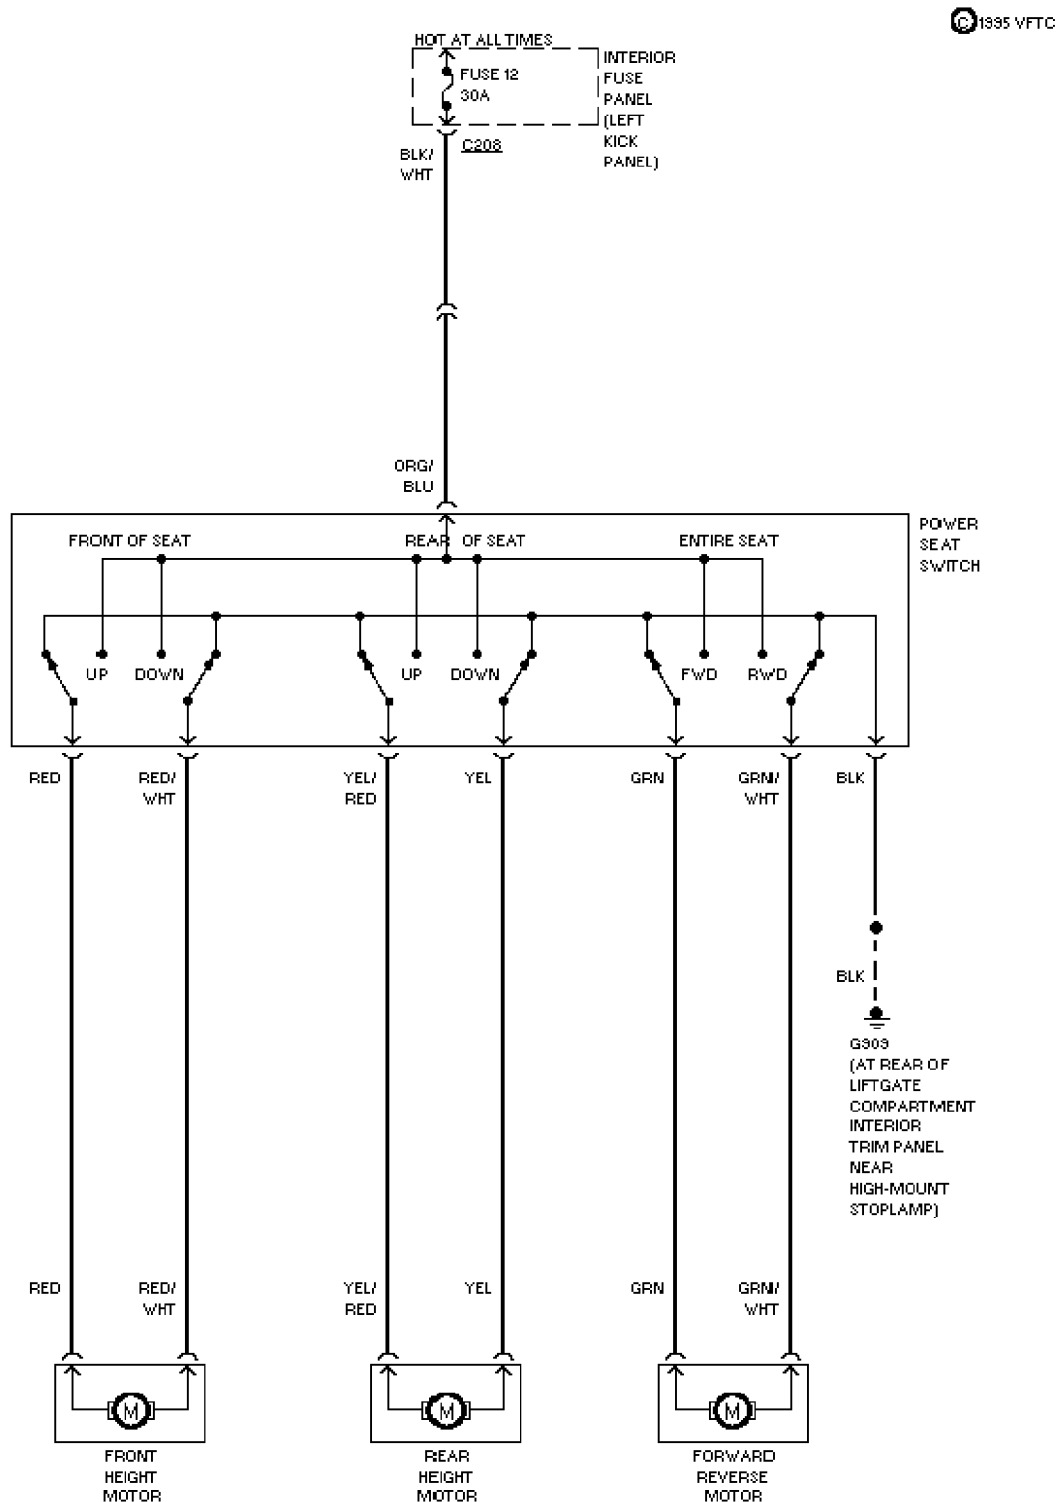 © 1995 VFTC
HOT AT ALL TIMES
FUSE 12
30A
INTERIOR
FUSE
PANEL
(LEFT
KICK
PANEL)
C208
BLK/
WHT
ORG/
BLU
POWER
SEAT
SWITCH
FRONT OF SEAT
REAR OF SEAT
ENTIRE SEAT
UP
DOWN
UP
DOWN
FWD
RWD
RED
RED/
WHT
YEL/
RED
YEL
GRN
GRN/
WHT
BLK
BLK
G909
(AT REAR OF
LIFTGATE
COMPARTMENT
INTERIOR
TRIM PANEL
NEAR
HIGH-MOUNT
STOPLAMP)
RED
RED/
WHT
YEL/
RED
YEL
GRN
GRN/
WHT
M
M
M
FRONT
HEIGHT
MOTOR
REAR
HEIGHT
MOTOR
FORWARD
REVERSE
MOTOR